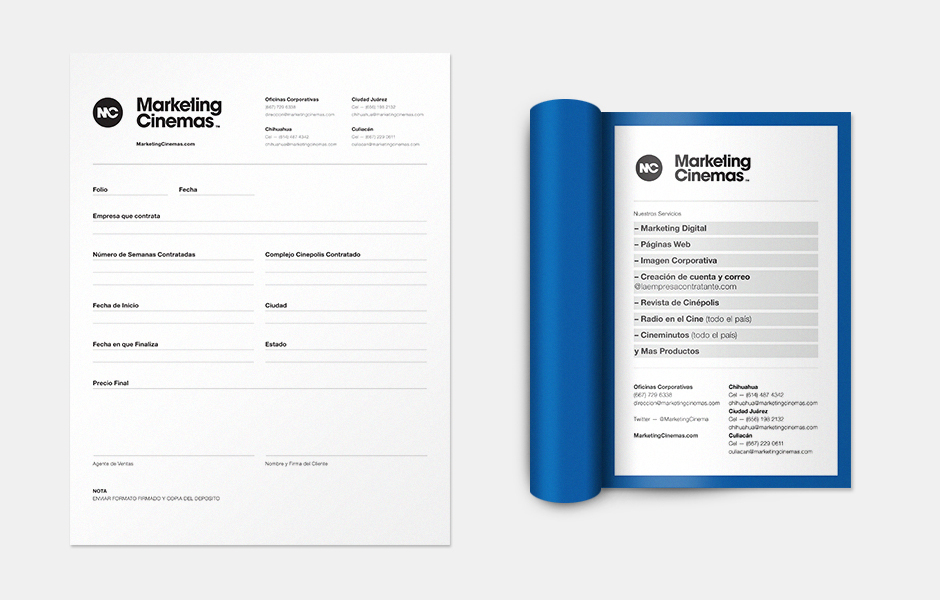 MC
Marketing
Cinemas™
MarketingCinemas.com
Oficinas Corporativas
(667) 729 6338
direccion@marketingcinemas.com
Chihuahua
Cel — (614) 487 4342
chihuahua@marketingcinemas.com
Ciudad Juárez
Cel — (656) 198 2132
chihuahua@marketingcinemas.com
Culiacán
Cel — (667) 229 0611
culiacan@marketingcinemas.com
Folio
Fecha
Empresa que contrata
Número de Semanas Contratadas
Complejo Cinepolis Contratado
Fecha de Inicio
Ciudad
Fecha en que Finaliza
Estado
Precio Final
Agente de Ventas
Nombre y Firma del Cliente
NOTA
ENVIAR FORMATO FIRMADO Y COPIA DEL DEPOSITO
MC
Marketing
Cinemas™
Nuestros Servicios
– Marketing Digital
– Páginas Web
– Imagen Corporativa
– Creación de cuenta y correo
@laempresacontratante.com
– Revista de Cinépolis
– Radio en el Cine (todo el país)
– Cineminutos (todo el país)
y Mas Productos
Oficinas Corporativas
(667) 729 6338
direccion@marketingcinemas.com
Twitter — @MarketingCinema
MarketingCinemas.com
Chihuahua
Cel — (614) 487 4342
chihuahua@marketingcinemas.com
Ciudad Juárez
Cel — (656) 198 2132
chihuahua@marketingcinemas.com
Culiacán
Cel — (667) 229 0611
culiacan@marketingcinemas.com